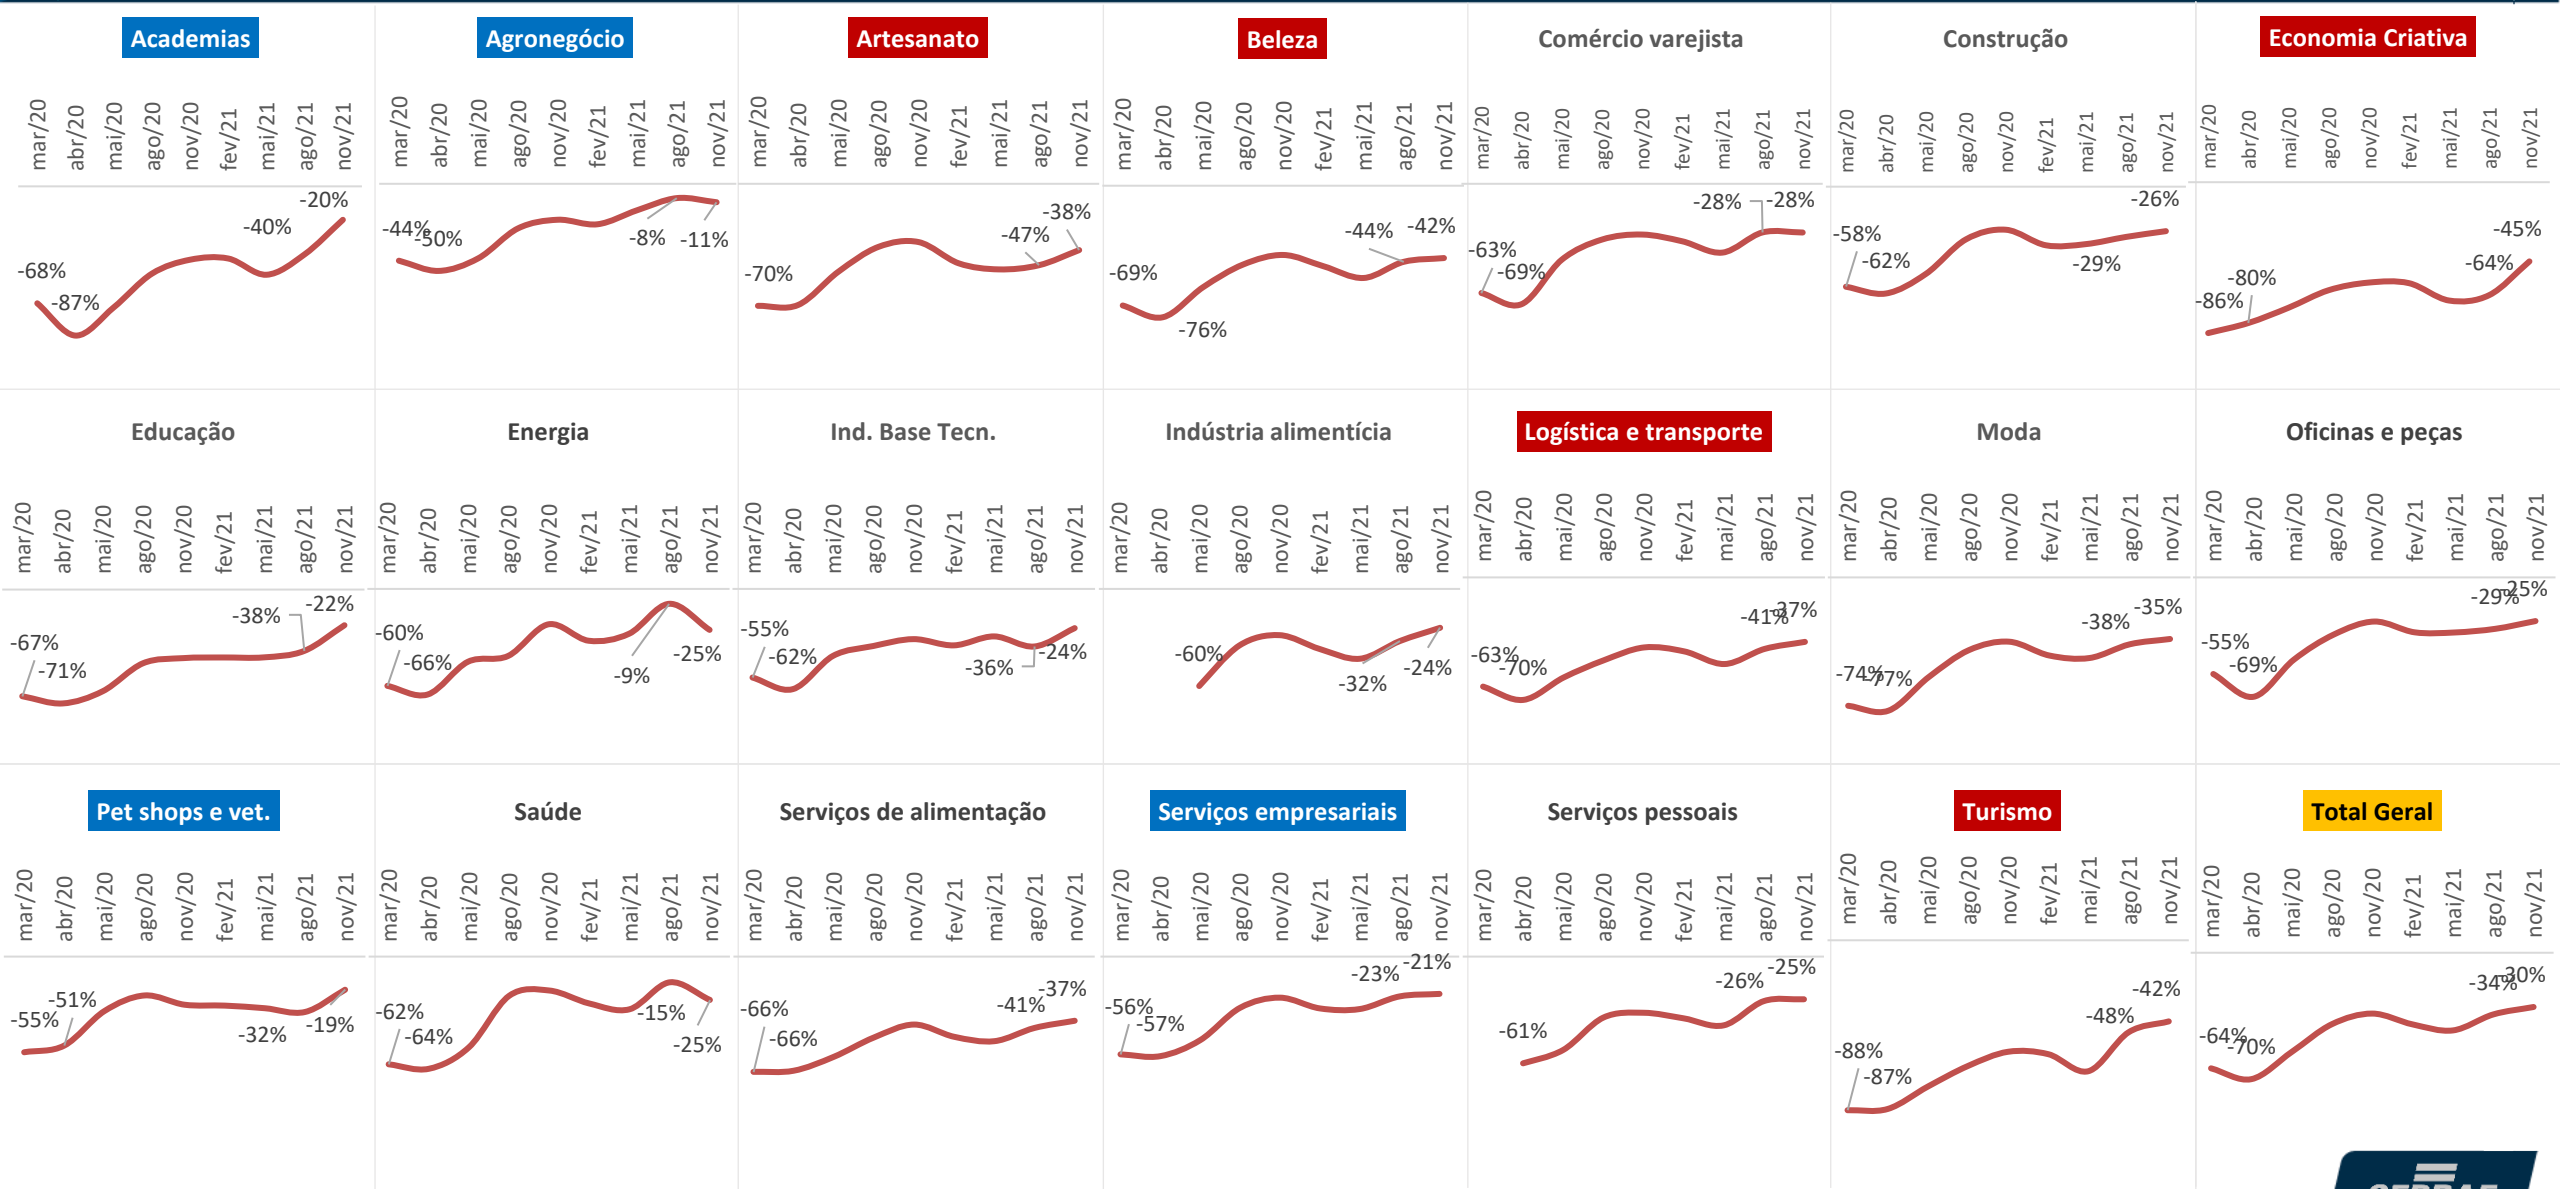 Academias
mar/20 abr/20 mai/20 ago/20 nov/20 fev/21 mai/21 ago/21 nov/21
-68% -87% -40% -20%
Agronegócio
mar/20 abr/20 mai/20 ago/20 nov/20 fev/21 mai/21 ago/21 nov/21
-44% -50% -8% -11%
Artesanato
mar/20 abr/20 mai/20 ago/20 nov/20 fev/21 mai/21 ago/21 nov/21
-70% -47% -38%
Beleza
mar/20 abr/20 mai/20 ago/20 nov/20 fev/21 mai/21 ago/21 nov/21
-69% -76% -44% -42%
Comércio varejista
mar/20 abr/20 mai/20 ago/20 nov/20 fev/21 mai/21 ago/21 nov/21
-63% -69% -28% -28%
Construção
mar/20 abr/20 mai/20 ago/20 nov/20 fev/21 mai/21 ago/21 nov/21
-58% -62% -29% -26%
Economia Criativa
mar/20 abr/20 mai/20 ago/20 nov/20 fev/21 mai/21 ago/21 nov/21
-86% -80% -64% -45%
Educação
mar/20 abr/20 mai/20 ago/20 nov/20 fev/21 mai/21 ago/21 nov/21
-67% -71% -38% -22%
Energia
mar/20 abr/20 mai/20 ago/20 nov/20 fev/21 mai/21 ago/21 nov/21
-60% -66% -9% -25%
Ind. Base Tecn.
mar/20 abr/20 mai/20 ago/20 nov/20 fev/21 mai/21 ago/21 nov/21
-55% -62% -36% -24%
Indústria alimentícia
mar/20 abr/20 mai/20 ago/20 nov/20 fev/21 mai/21 ago/21 nov/21
-60% -32% -24%
Logística e transporte
mar/20 abr/20 mai/20 ago/20 nov/20 fev/21 mai/21 ago/21 nov/21
-63% -70% -41% -37%
Moda
mar/20 abr/20 mai/20 ago/20 nov/20 fev/21 mai/21 ago/21 nov/21
-74% -77% -38% -35%
Oficinas e peças
mar/20 abr/20 mai/20 ago/20 nov/20 fev/21 mai/21 ago/21 nov/21
-55% -69% -29% -25%
Pet shops e vet.
mar/20 abr/20 mai/20 ago/20 nov/20 fev/21 mai/21 ago/21 nov/21
-55% -51% -32% -19%
Saúde
mar/20 abr/20 mai/20 ago/20 nov/20 fev/21 mai/21 ago/21 nov/21
-62% -64% -15% -25%
Serviços de alimentação
mar/20 abr/20 mai/20 ago/20 nov/20 fev/21 mai/21 ago/21 nov/21
-66% -66% -41% -37%
Serviços empresariais
mar/20 abr/20 mai/20 ago/20 nov/20 fev/21 mai/21 ago/21 nov/21
-56% -57% -23% -21%
Serviços pessoais
mar/20 abr/20 mai/20 ago/20 nov/20 fev/21 mai/21 ago/21 nov/21
-61% -26% -25%
Turismo
mar/20 abr/20 mai/20 ago/20 nov/20 fev/21 mai/21 ago/21 nov/21
-88% -87% -48% -42%
Total Geral
mar/20 abr/20 mai/20 ago/20 nov/20 fev/21 mai/21 ago/21 nov/21
-64% -70% -34% -30%